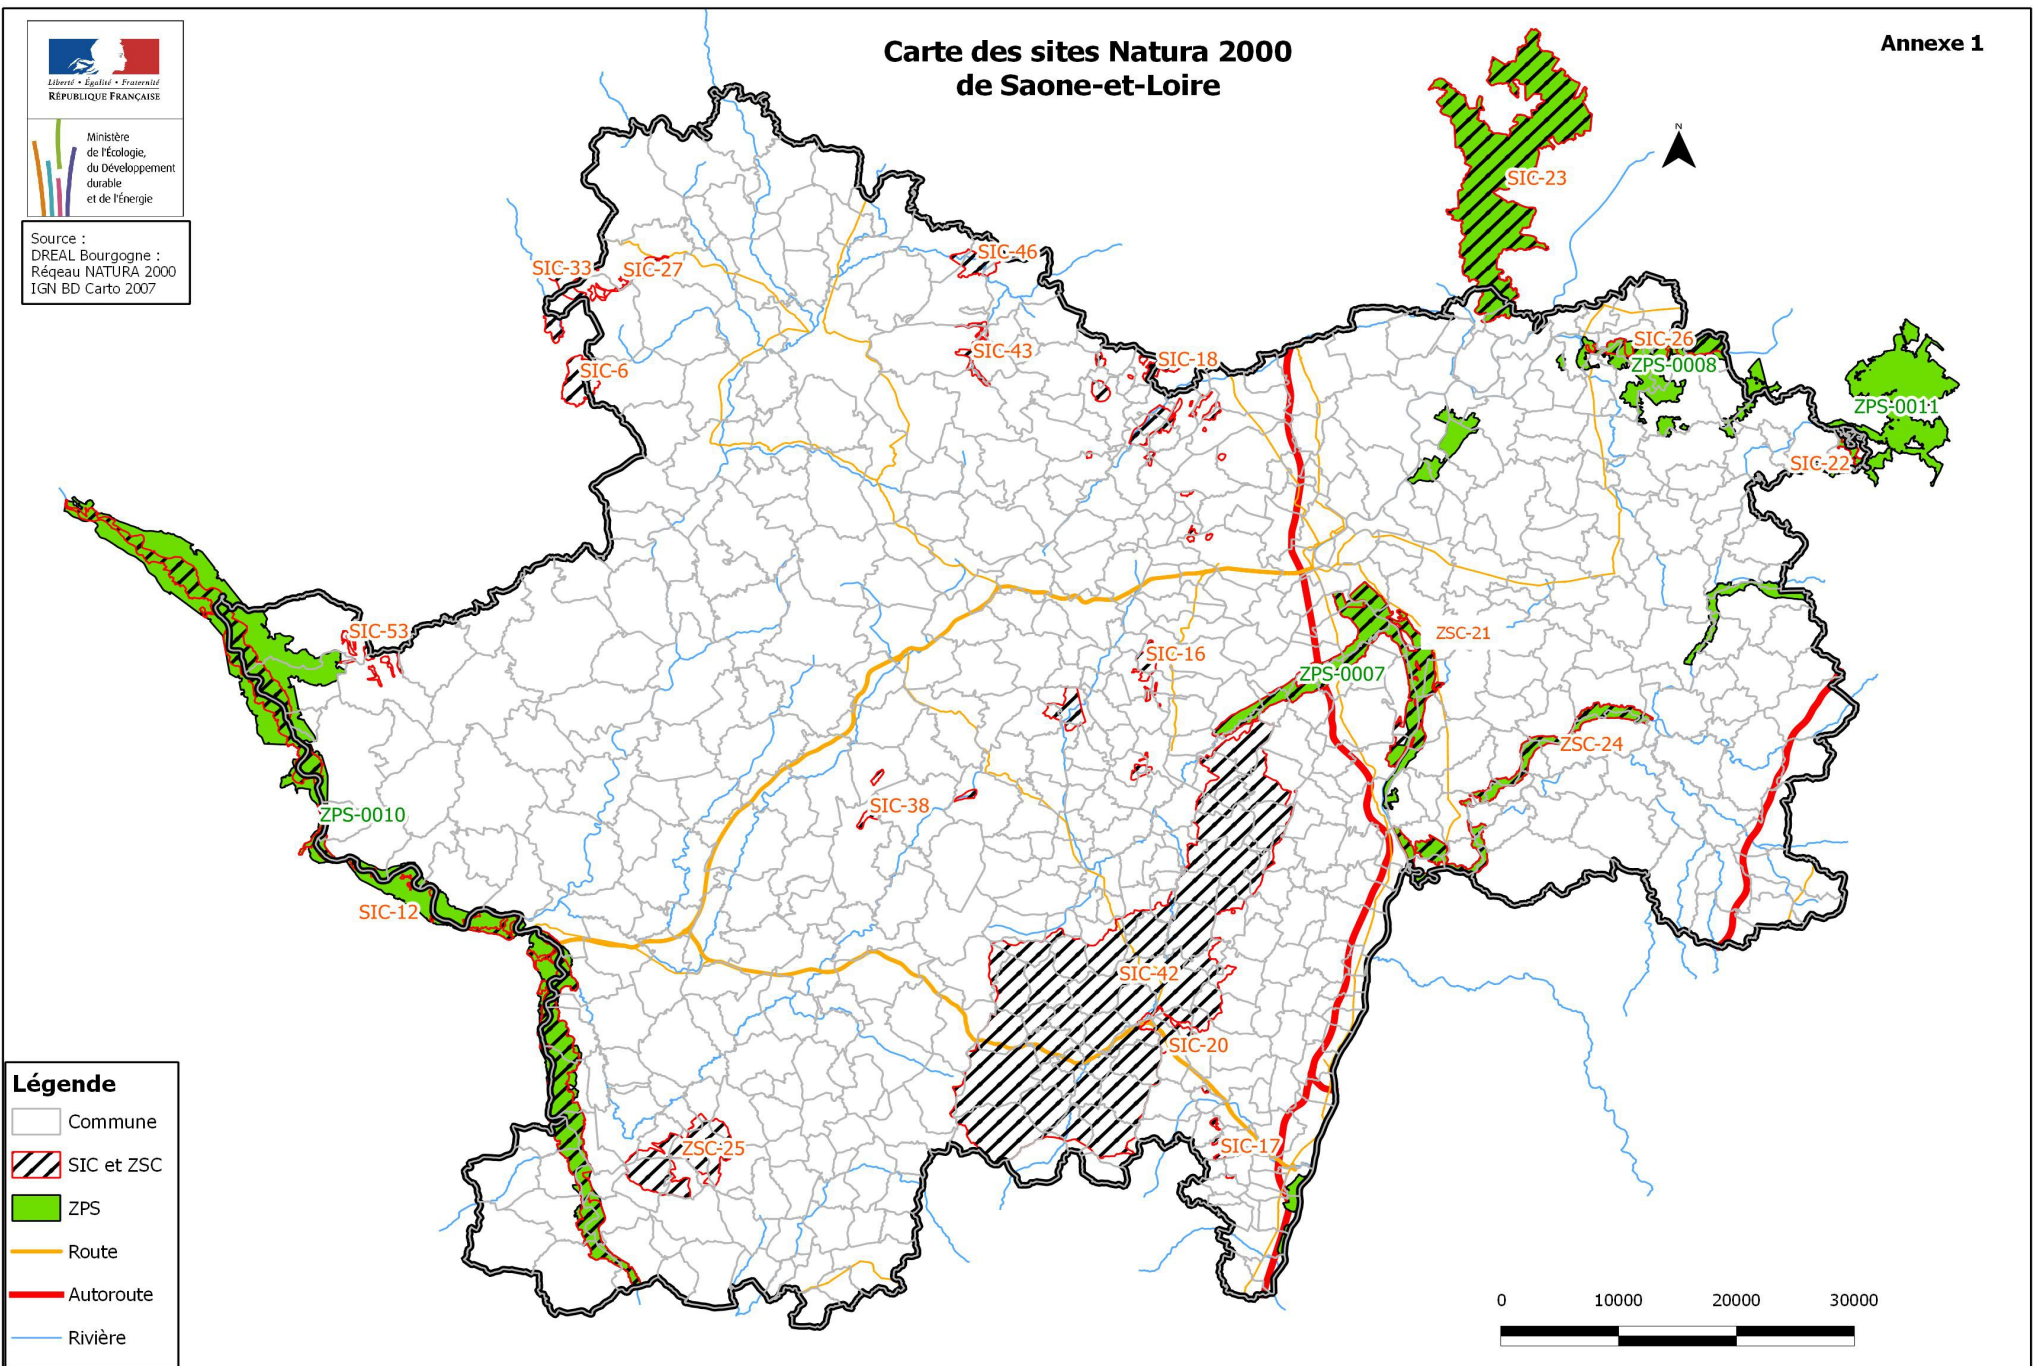 Liberté • Égalité • Fraternité
RÉPUBLIQUE FRANÇAISE
Ministère
de l'Écologie,
du Développement
durable
et de l'Énergie
Source :
DREAL Bourgogne :
Réqeau NATURA 2000
IGN BD Carto 2007
Carte des sites Natura 2000
de Saone-et-Loire
Annexe 1
N
SIC-23
SIC-46
SIC-33
SIC-27
SIC-43
SIC-18
SIC-6
SIC-26
ZPS-0008
ZPS-0011
SIC-22
SIC-53
SIC-16
ZSC-21
ZPS-0007
ZSC-24
SIC-38
ZPS-0010
SIC-12
SIC-42
SIC-20
ZSC-25
SIC-17
Légende
Commune
SIC et ZSC
ZPS
Route
Autoroute
Rivière
0 10000 20000 30000